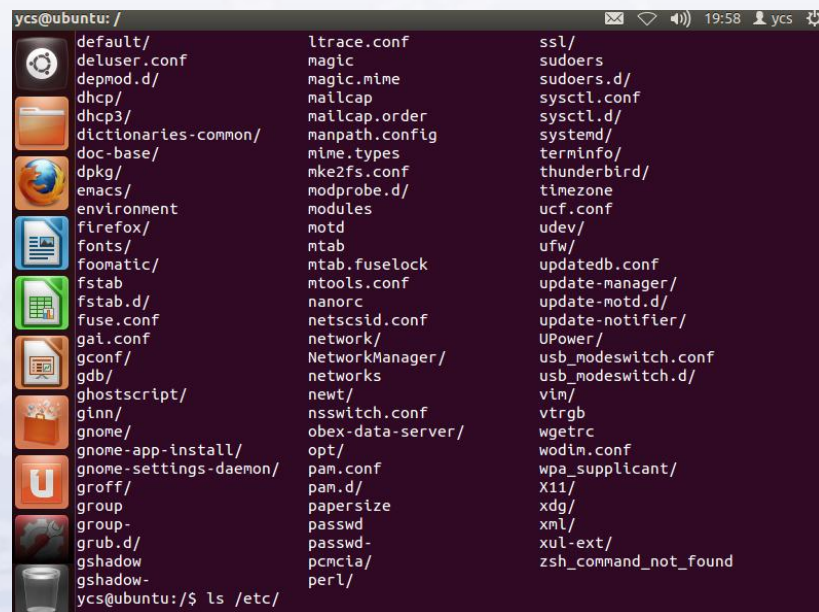 ycs@ubuntu: / 19:58 ycs
default/ ltrace.conf ssl/
deluser.conf magic sudoers
depmod.d/ magic.mime sudoers.d/
dhcp/ mailcap sysctl.conf
dhcp3/ mailcap.order sysctl.d/
dictionaries-common/ manpath.config systemd/
doc-base/ mime.types terminfo/
dpkg/ mke2fs.conf thunderbird/
emacs/ modprobe.d/ timezone
environment modules ucf.conf
firefox/ motd udev/
fonts/ mtab ufw/
foomatic/ mtab.fuselock updatedb.conf
fstab mtools.conf update-manager/
fstab.d/ nanorc update-motd.d/
fuse.conf netscsid.conf update-notifier/
gai.conf network/ UPower/
gconf/ NetworkManager/ usb_modeswitch.conf
gdb/ networks usb_modeswitch.d/
ghostscript/ newt/ vim/
ginn/ nsswitch.conf vtrgb
gnome/ obex-data-server/ wgetrc
gnome-app-install/ opt/ wodim.conf
gnome-settings-daemon/ pam.conf wpa_supplicant/
groff/ pam.d/ X11/
group papersize xdg/
group- passwd xml/
grub.d/ passwd- xul-ext/
gshadow pcmcia/ zsh_command_not_found
gshadow- perl/
ycs@ubuntu:/$ ls /etc/